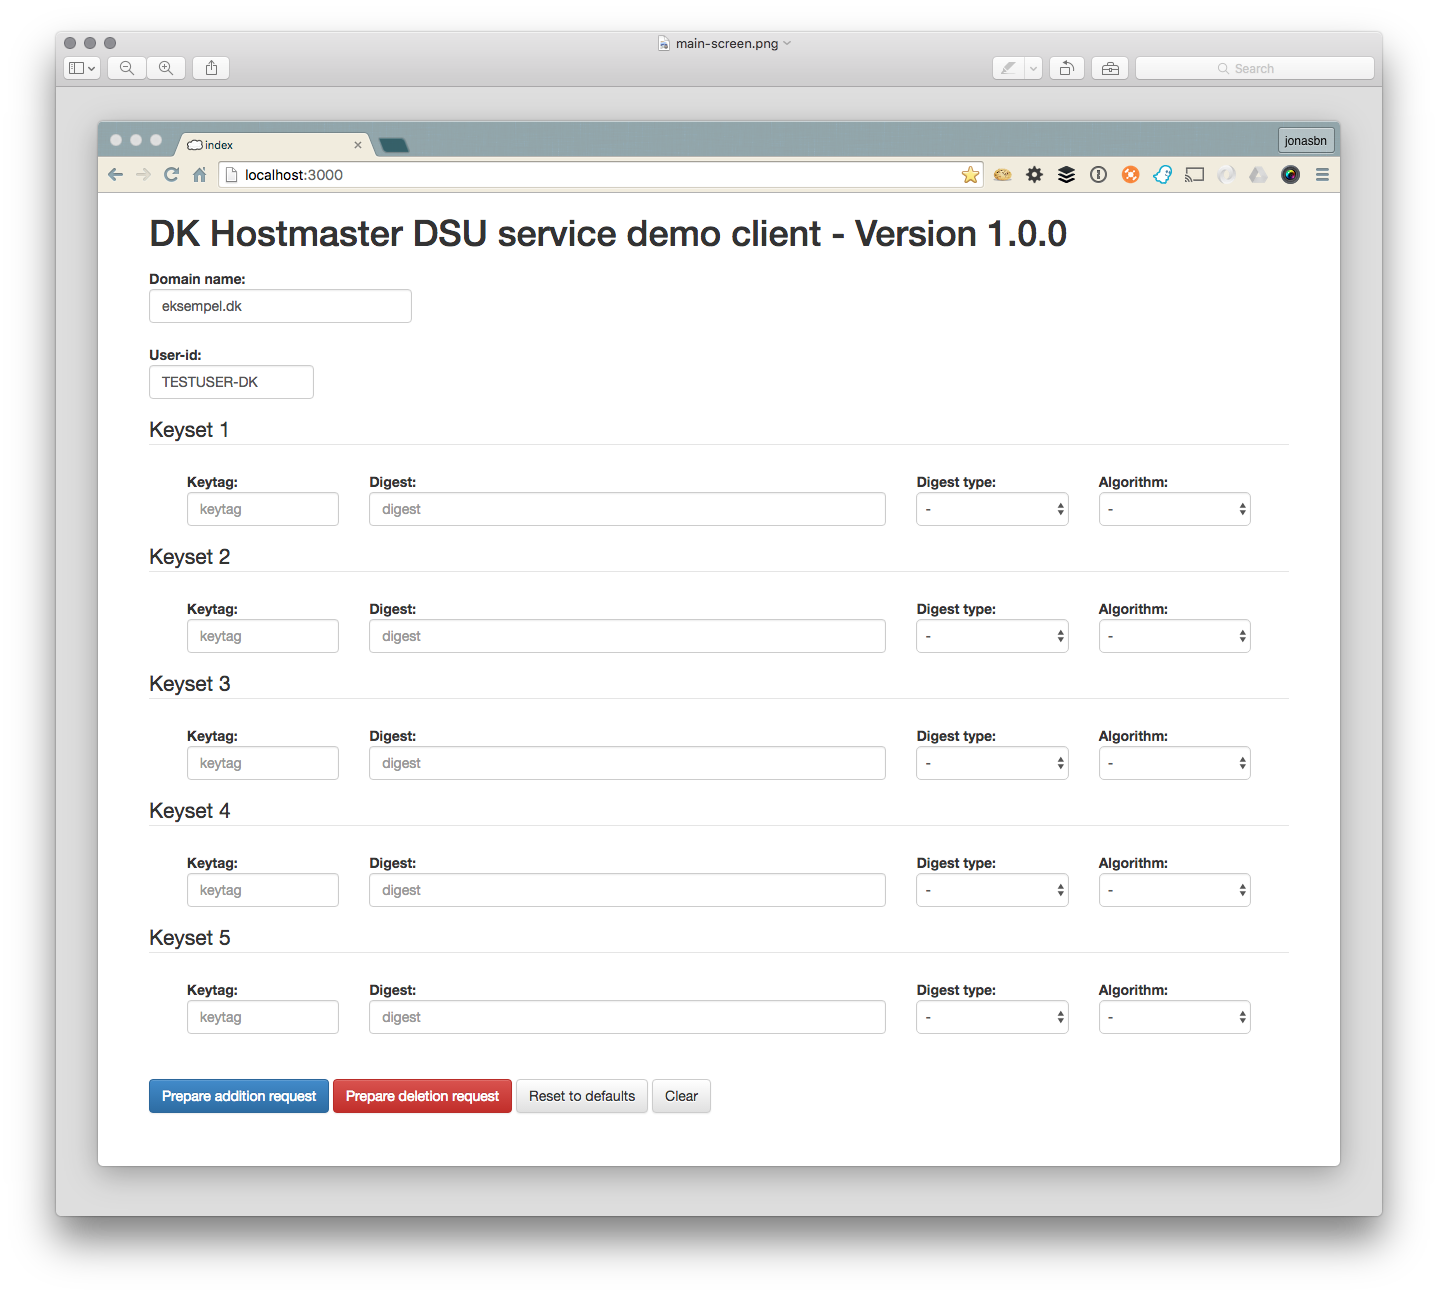 main-screen.png
Search
index
jonasbn
localhost:3000
DK Hostmaster DSU service demo client - Version 1.0.0
Domain name:
eksempel.dk
User-id:
TESTUSER-DK
Keyset 1
Keytag: Digest: Digest type: Algorithm:
keytag digest - -
Keyset 2
Keytag: Digest: Digest type: Algorithm:
keytag digest - -
Keyset 3
Keytag: Digest: Digest type: Algorithm:
keytag digest - -
Keyset 4
Keytag: Digest: Digest type: Algorithm:
keytag digest - -
Keyset 5
Keytag: Digest: Digest type: Algorithm:
keytag digest - -
Prepare addition request Prepare deletion request Reset to defaults Clear